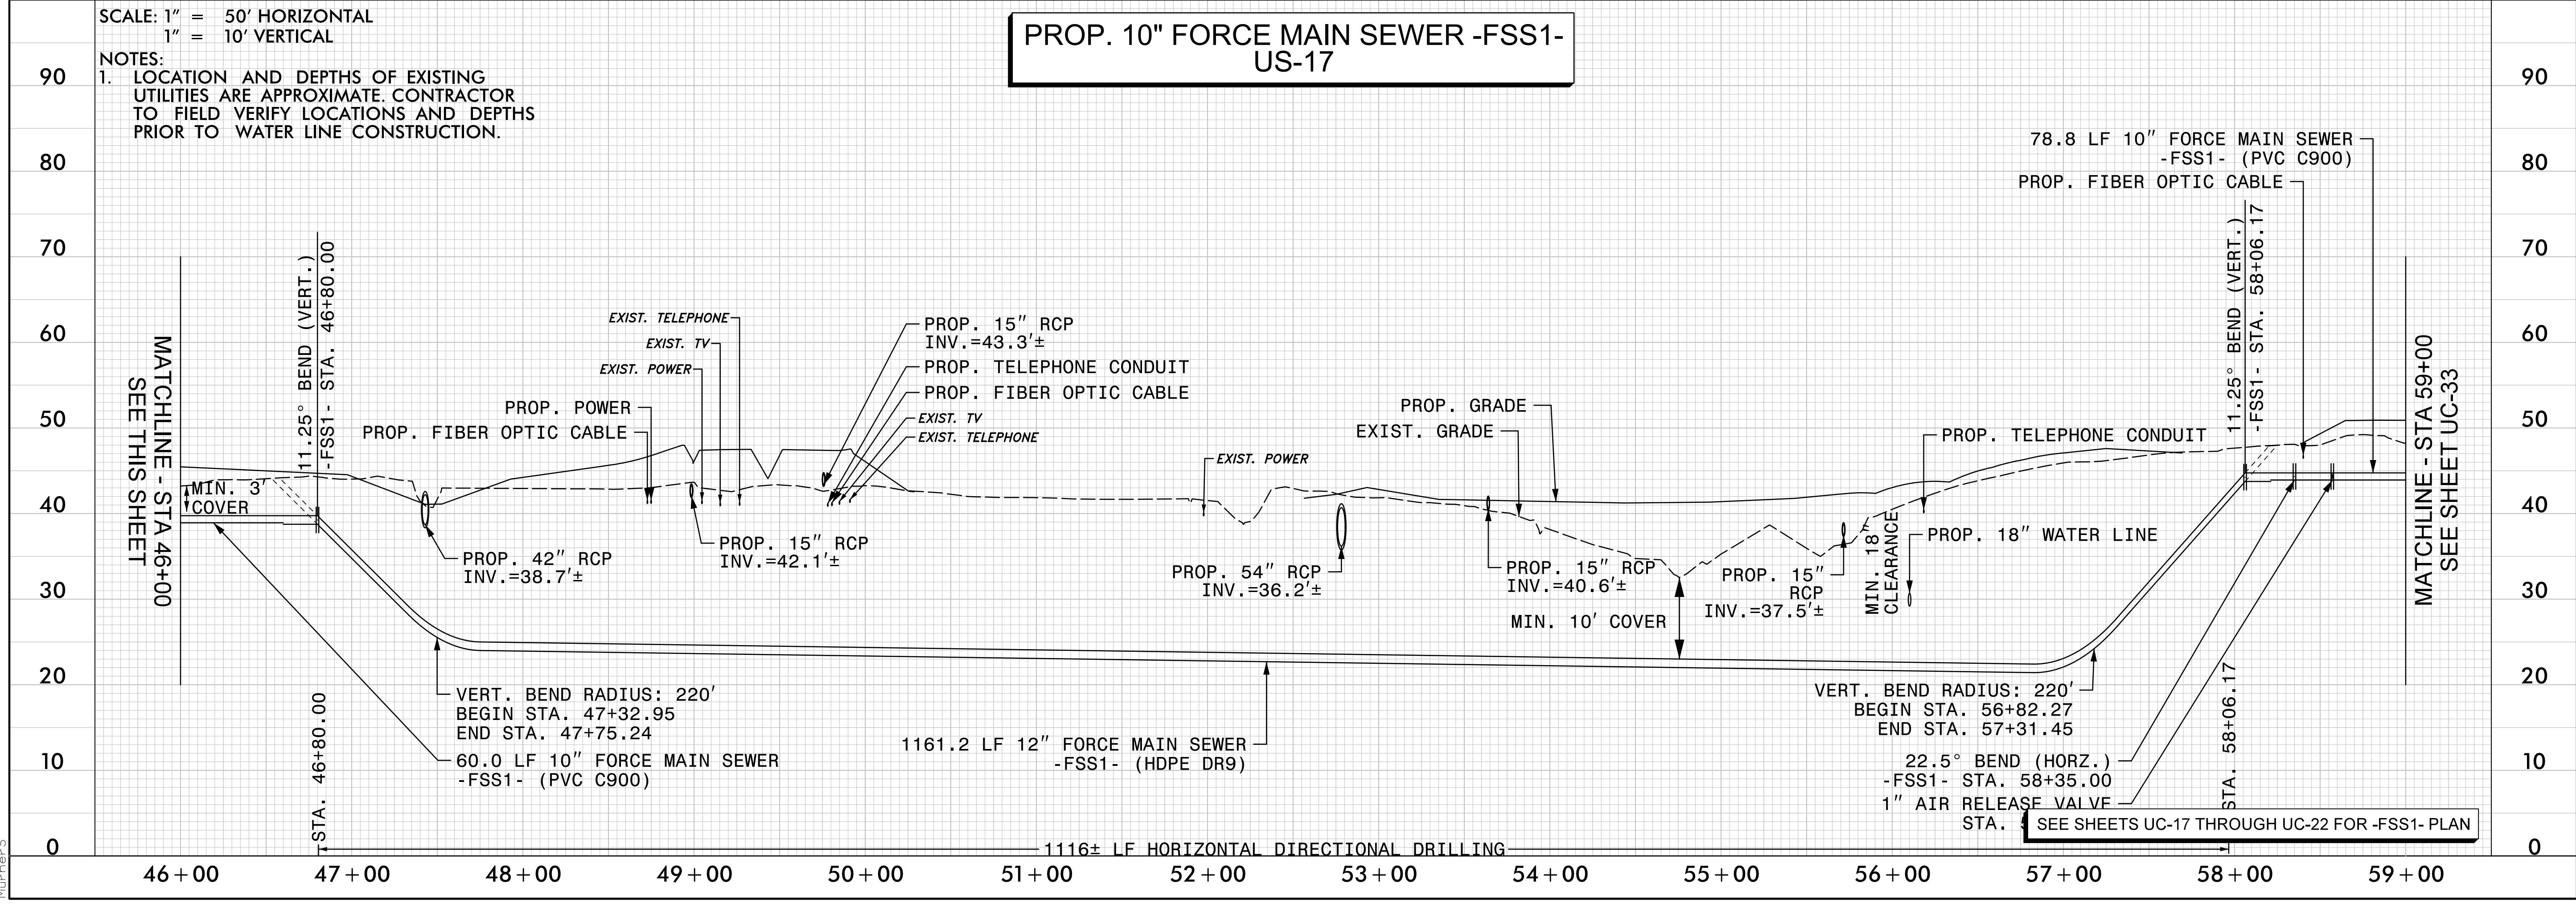 SCALE: 1" = 50' HORIZONTAL
1" = 10' VERTICAL
NOTES:
1. LOCATION AND DEPTHS OF EXISTING
UTILITIES ARE APPROXIMATE. CONTRACTOR
TO FIELD VERIFY LOCATIONS AND DEPTHS
PRIOR TO WATER LINE CONSTRUCTION.
PROP. 10" FORCE MAIN SEWER -FSS1-
US-17
90
80
70
60
50
40
30
20
10
0
90
80
70
60
50
40
30
20
10
0
MATCHLINE - STA 46+00
SEE THIS SHEET
MIN. 3'
COVER
11.25° BEND (VERT.)
-FSS1- STA. 46+80.00
EXIST. TELEPHONE
EXIST. TV
EXIST. POWER
PROP. POWER
PROP. FIBER OPTIC CABLE
PROP. 15" RCP
INV.=43.3'±
PROP. TELEPHONE CONDUIT
PROP. FIBER OPTIC CABLE
EXIST. TV
EXIST. TELEPHONE
EXIST. POWER
PROP. GRADE
EXIST. GRADE
78.8 LF 10" FORCE MAIN SEWER
-FSS1- (PVC C900)
PROP. FIBER OPTIC CABLE
11.25° BEND (VERT.)
-FSS1- STA. 58+06.17
PROP. TELEPHONE CONDUIT
PROP. 18" WATER LINE
MIN. 18"
CLEARANCE
MATCHLINE - STA 59+00
SEE SHEET UC-33
PROP. 42" RCP
INV.=38.7'±
PROP. 15" RCP
INV.=42.1'±
PROP. 54" RCP
INV.=36.2'±
PROP. 15" RCP
INV.=40.6'±
PROP. 15"
RCP
INV.=37.5'±
MIN. 10' COVER
VERT. BEND RADIUS: 220'
BEGIN STA. 47+32.95
END STA. 47+75.24
60.0 LF 10" FORCE MAIN SEWER
-FSS1- (PVC C900)
STA. 46+80.00
1161.2 LF 12" FORCE MAIN SEWER
-FSS1- (HDPE DR9)
VERT. BEND RADIUS: 220'
BEGIN STA. 56+82.27
END STA. 57+31.45
22.5° BEND (HORZ.)
-FSS1- STA. 58+35.00
1" AIR RELEASE VALVE
STA.
STA. 58+06.17
SEE SHEETS UC-17 THROUGH UC-22 FOR -FSS1- PLAN
1116± LF HORIZONTAL DIRECTIONAL DRILLING
46+00 47+00 48+00 49+00 50+00 51+00 52+00 53+00 54+00 55+00 56+00 57+00 58+00 59+00